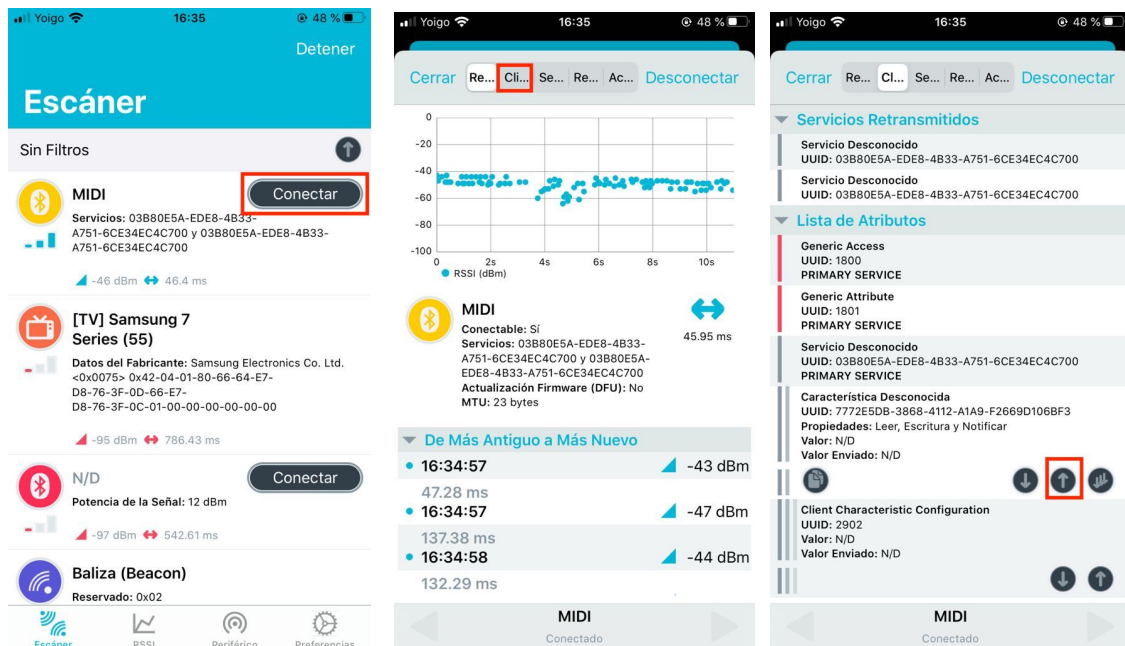 Yoigo 16:35 48 %
Detener
Escáner
Sin Filtros
MIDI
Conectar
Servicios: 03B80E5A-EDE8-4B33-
A751-6CE34EC4C700 y 03B80E5A-EDE8-4B33-
A751-6CE34EC4C700
-46 dBm 46.4 ms
[TV] Samsung 7
Series (55)
Datos del Fabricante: Samsung Electronics Co. Ltd.
<0x0075> 0x42-04-01-80-66-64-E7-
D8-76-3F-0D-66-E7-
D8-76-3F-0C-01-00-00-00-00-00-00
-95 dBm 786.43 ms
N/D
Conectar
Potencia de la Señal: 12 dBm
-97 dBm 542.61 ms
Baliza (Beacon)
Reservado: 0x02
Escáner RSSI Periférico Preferencias
Yoigo 16:35 48 %
Cerrar Re... Cli... Se... Re... Ac... Desconectar
0
-20
-40
-60
-80
-100
0 2s 4s 6s 8s 10s
RSSI (dBm)
MIDI
Conectable: Sí
Servicios: 03B80E5A-EDE8-4B33-
A751-6CE34EC4C700 y 03B80E5A-
EDE8-4B33-A751-6CE34EC4C700
Actualización Firmware (DFU): No
MTU: 23 bytes
45.95 ms
De Más Antiguo a Más Nuevo
16:34:57 -43 dBm
47.28 ms
16:34:57 -47 dBm
137.38 ms
16:34:58 -44 dBm
132.29 ms
MIDI
Conectado
Yoigo 16:35 48 %
Cerrar Re... Cl... Se... Re... Ac... Desconectar
Servicios Retransmitidos
Servicio Desconocido
UUID: 03B80E5A-EDE8-4B33-A751-6CE34EC4C700
Servicio Desconocido
UUID: 03B80E5A-EDE8-4B33-A751-6CE34EC4C700
Lista de Atributos
Generic Access
UUID: 1800
PRIMARY SERVICE
Generic Attribute
UUID: 1801
PRIMARY SERVICE
Servicio Desconocido
UUID: 03B80E5A-EDE8-4B33-A751-6CE34EC4C700
PRIMARY SERVICE
Característica Desconocida
UUID: 7772E5DB-3868-4112-A1A9-F2669D106BF3
Propiedades: Leer, Escritura y Notificar
Valor: N/D
Valor Enviado: N/D
Client Characteristic Configuration
UUID: 2902
Valor: N/D
Valor Enviado: N/D
MIDI
Conectado